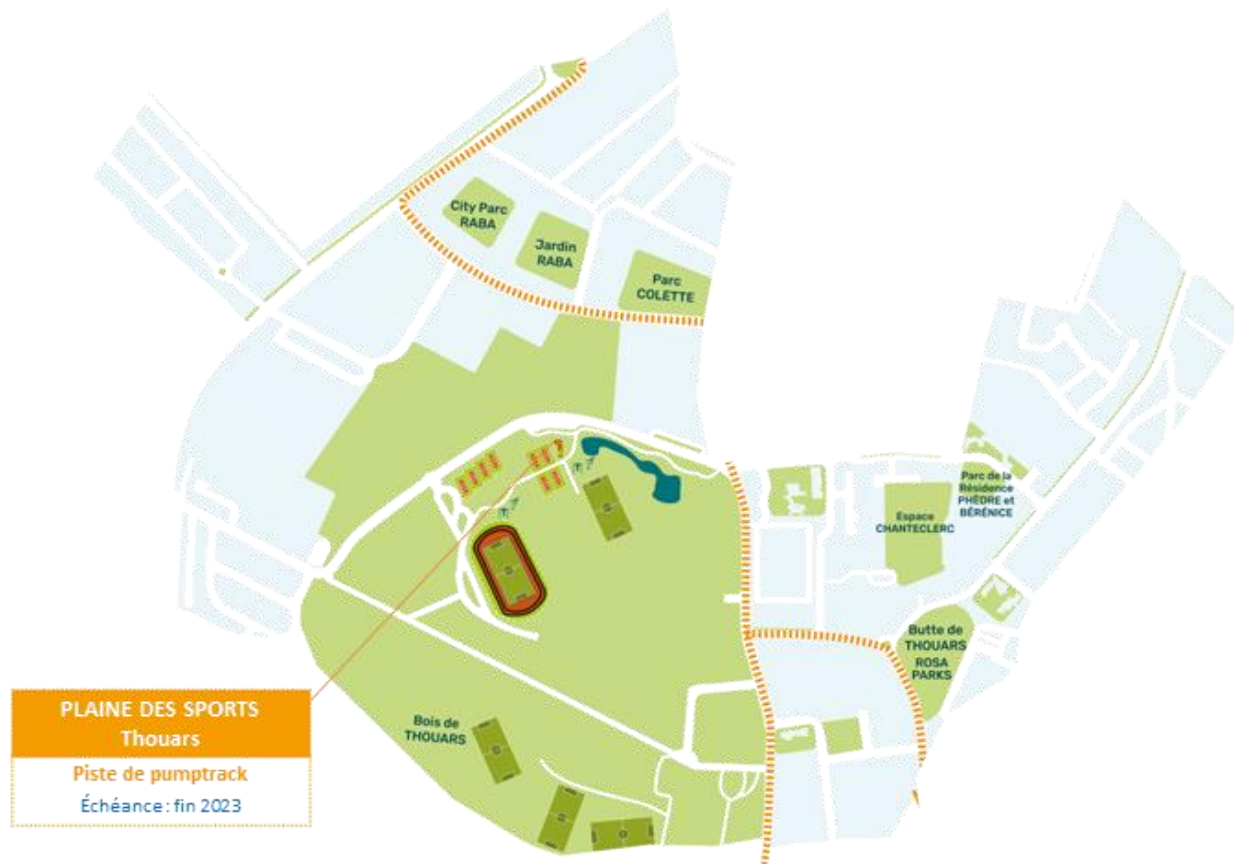 City Parc
RABA
Jardin
RABA
Parc
COLETTE
Parc de la
Résidence
PHÈDRE et
BÉRÉNICE
Espace
CHANTECLERC
Butte de
THOUARS
ROSA
PARKS
Bois de
THOUARS
PLAINE DES SPORTS
Thouars
Piste de pumptrack
Échéance : fin 2023